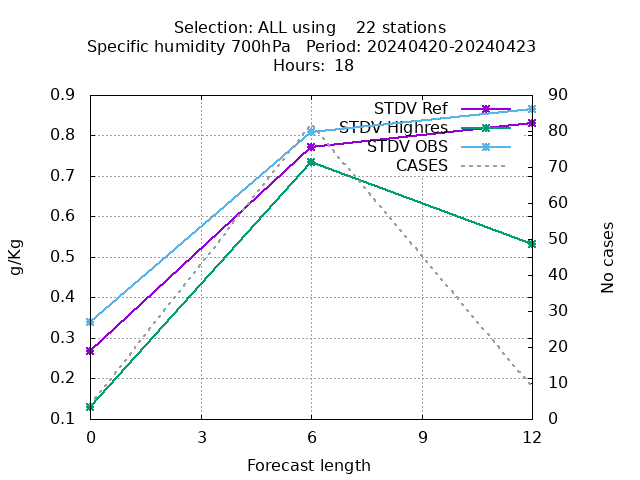 Selection: ALL using    22 stations
Specific humidity 700hPa   Period: 20240420-20240423
Hours:  18
STDV Ref
STDV Highres
STDV OBS
CASES
0.9
0.8
0.7
0.6
0.5
0.4
0.3
0.2
0.1
g/Kg
90
80
70
60
50
40
30
20
10
0
No cases
0 3 6 9 12
Forecast length